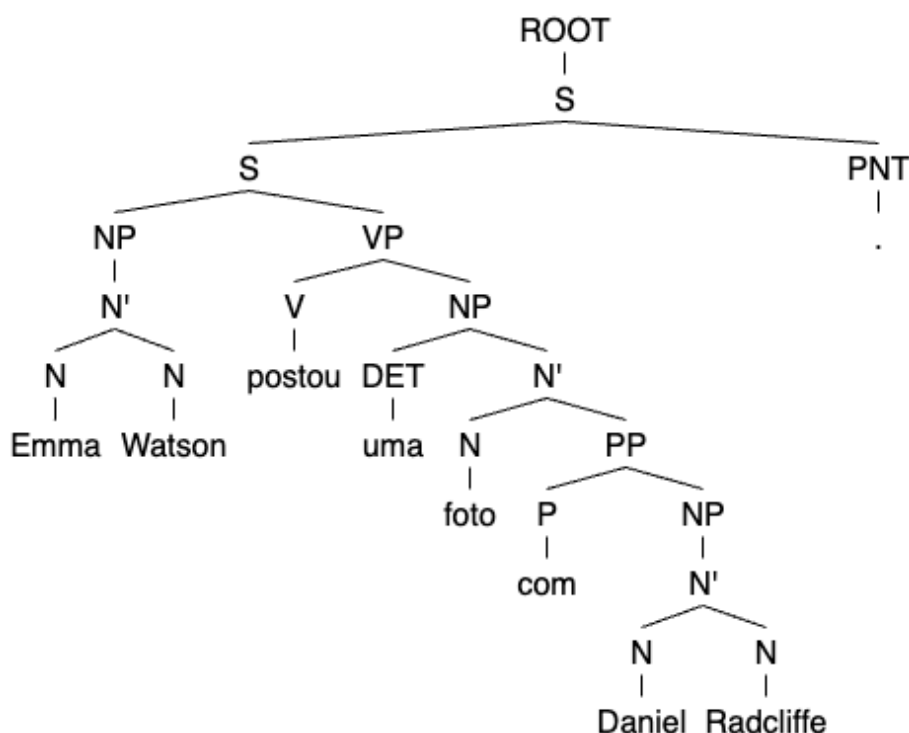 ROOT
S
S PNT
NP VP .
N' V NP
N N postou DET N'
Emma Watson uma N PP
foto P NP
com N'
N N
Daniel Radcliffe